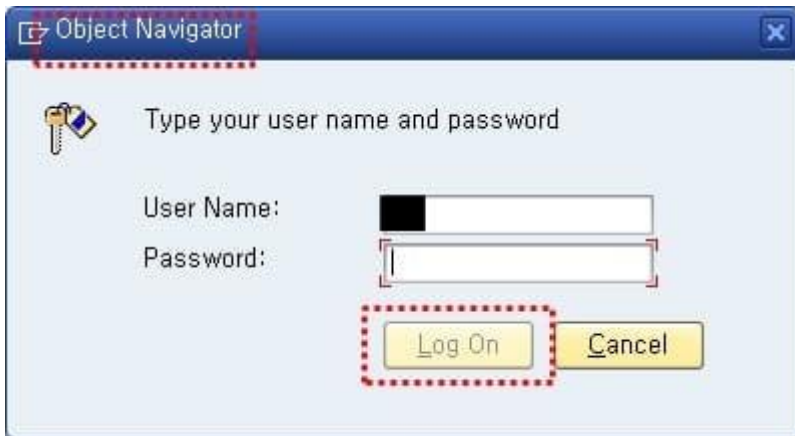 Object Navigator
Type your user name and password
User Name:
Password:
Log On
Cancel